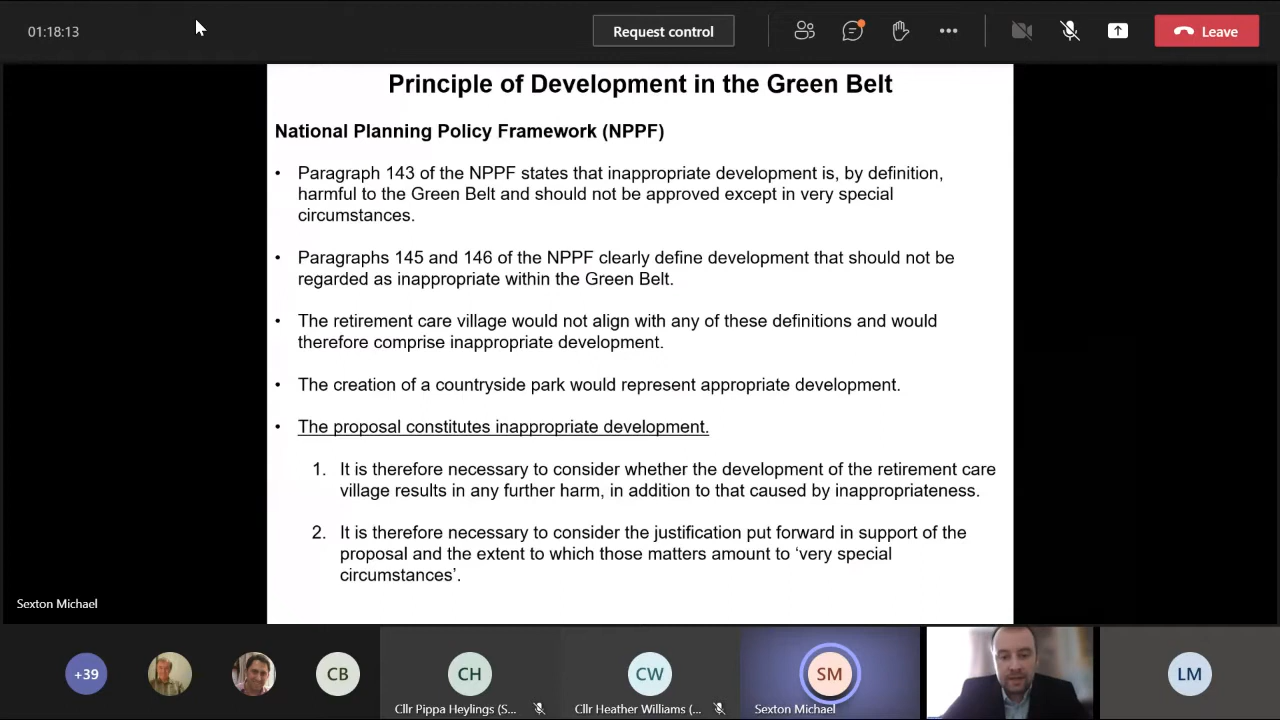 01:18:13
Request control
Leave
Principle of Development in the Green Belt
National Planning Policy Framework (NPPF)
• Paragraph 143 of the NPPF states that inappropriate development is, by definition,
harmful to the Green Belt and should not be approved except in very special
circumstances.
• Paragraphs 145 and 146 of the NPPF clearly define development that should not be
regarded as inappropriate within the Green Belt.
• The retirement care village would not align with any of these definitions and would
therefore comprise inappropriate development.
• The creation of a countryside park would represent appropriate development.
• The proposal constitutes inappropriate development.
1. It is therefore necessary to consider whether the development of the retirement care
village results in any further harm, in addition to that caused by inappropriateness.
2. It is therefore necessary to consider the justification put forward in support of the
proposal and the extent to which those matters amount to ‘very special
circumstances’.
Sexton Michael
+39
CB
CH
CW
SM
LM
Cllr Pippa Heylings (S...
Cllr Heather Williams (...
Sexton Michael